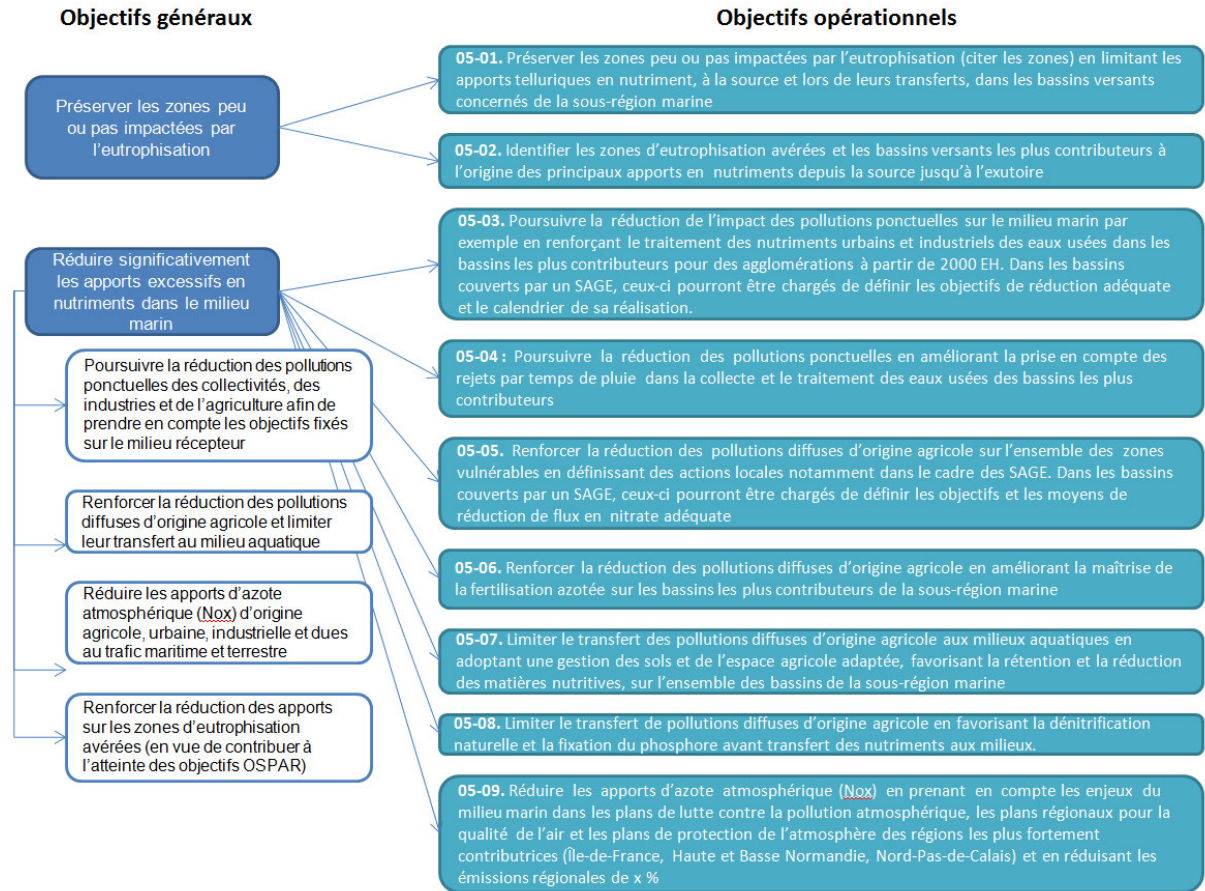 Objectifs généraux
Objectifs opérationnels
Préserver les zones peu
ou pas impactées par
l’eutrophisation
05-01. Préserver les zones peu ou pas impactées par l’eutrophisation (citer les zones) en limitant les
apports telluriques en nutriment, à la source et lors de leurs transferts, dans les bassins versants
concernés de la sous-région marine
05-02. Identifier les zones d’eutrophisation avérées et les bassins versants les plus contributeurs à
l’origine des principaux apports en nutriments depuis la source jusqu’à l’exutoire
Réduire significativement
les apports excessifs en
nutriments dans le milieu
marin
Poursuivre la réduction des pollutions
ponctuelles des collectivités, des
industries et de l’agriculture afin de
prendre en compte les objectifs fixés
sur le milieu récepteur
Renforcer la réduction des pollutions
diffuses d’origine agricole et limiter
leur transfert au milieu aquatique
Réduire les apports d’azote
atmosphérique (Nox) d’origine
agricole, urbaine, industrielle et dues
au trafic maritime et terrestre
Renforcer la réduction des apports
sur les zones d’eutrophisation
avérées (en vue de contribuer à
l’atteinte des objectifs OSPAR)
05-03. Poursuivre la réduction de l’impact des pollutions ponctuelles sur le milieu marin par
exemple en renforçant le traitement des nutriments urbains et industriels des eaux usées dans les
bassins les plus contributeurs pour des agglomérations à partir de 2000 EH. Dans les bassins
couverts par un SAGE, ceux-ci pourront être chargés de définir les objectifs de réduction adéquate
et le calendrier de sa réalisation.
05-04 : Poursuivre la réduction des pollutions ponctuelles en améliorant la prise en compte des
rejets par temps de pluie dans la collecte et le traitement des eaux usées des bassins les plus
contributeurs
05-05. Renforcer la réduction des pollutions diffuses d’origine agricole sur l’ensemble des zones
vulnérables en définissant des actions locales notamment dans le cadre des SAGE. Dans les bassins
couverts par un SAGE, ceux-ci pourront être chargés de définir les objectifs et les moyens de
réduction de flux en nitrate adéquate
05-06. Renforcer la réduction des pollutions diffuses d’origine agricole en améliorant la maîtrise de
la fertilisation azotée sur les bassins les plus contributeurs de la sous-région marine
05-07. Limiter le transfert des pollutions diffuses d’origine agricole aux milieux aquatiques en
adoptant une gestion des sols et de l’espace agricole adaptée, favorisant la rétention et la réduction
des matières nutritives, sur l’ensemble des bassins de la sous-région marine
05-08. Limiter le transfert de pollutions diffuses d’origine agricole en favorisant la dénitrification
naturelle et la fixation du phosphore avant transfert des nutriments aux milieux.
05-09. Réduire les apports d’azote atmosphérique (Nox) en prenant en compte les enjeux du
milieu marin dans les plans de lutte contre la pollution atmosphérique, les plans régionaux pour la
qualité de l’air et les plans de protection de l’atmosphère des régions les plus fortement
contributrices (Île-de-France, Haute et Basse Normandie, Nord-Pas-de-Calais) et en réduisant les
émissions régionales de x %